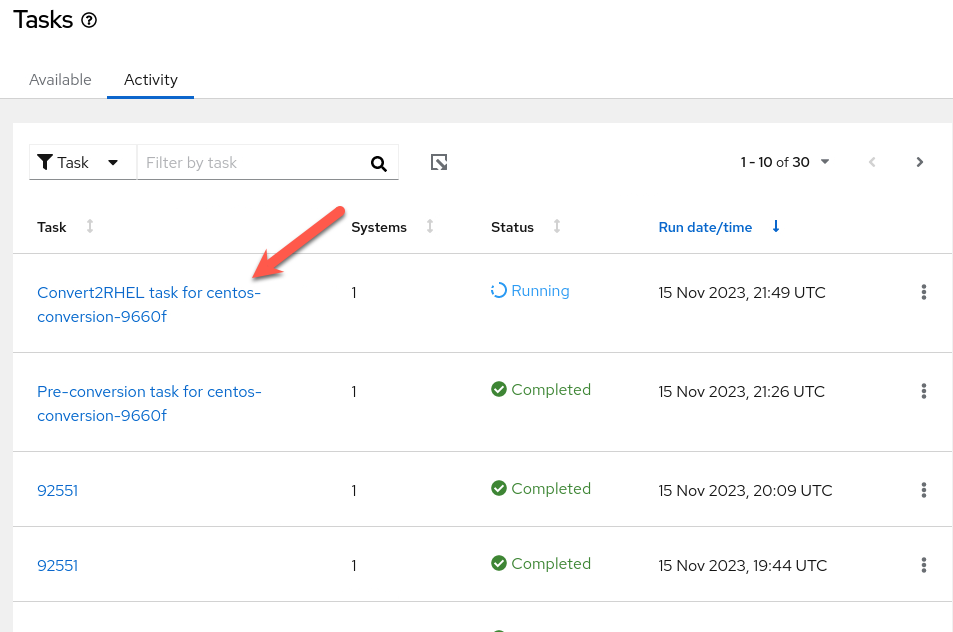 Tasks
Available Activity
Task Filter by task 1 - 10 of 30
Task Systems Status Run date/time
Convert2RHEL task for centos-
conversion-9660f 1 Running 15 Nov 2023, 21:49 UTC
Pre-conversion task for centos-
conversion-9660f 1 Completed 15 Nov 2023, 21:26 UTC
92551 1 Completed 15 Nov 2023, 20:09 UTC
92551 1 Completed 15 Nov 2023, 19:44 UTC